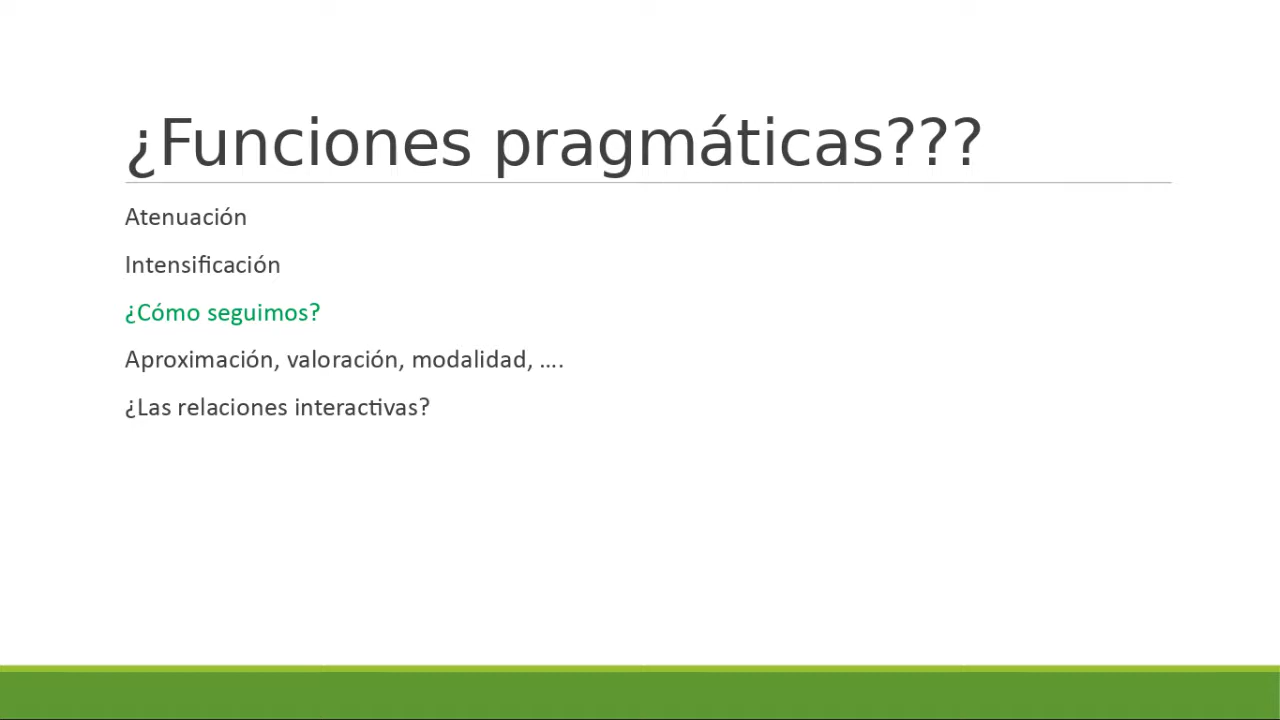 ¿Funciones pragmáticas???
Atenuación
Intensificación
¿Cómo seguimos?
Aproximación, valoración, modalidad, ….
¿Las relaciones interactivas?